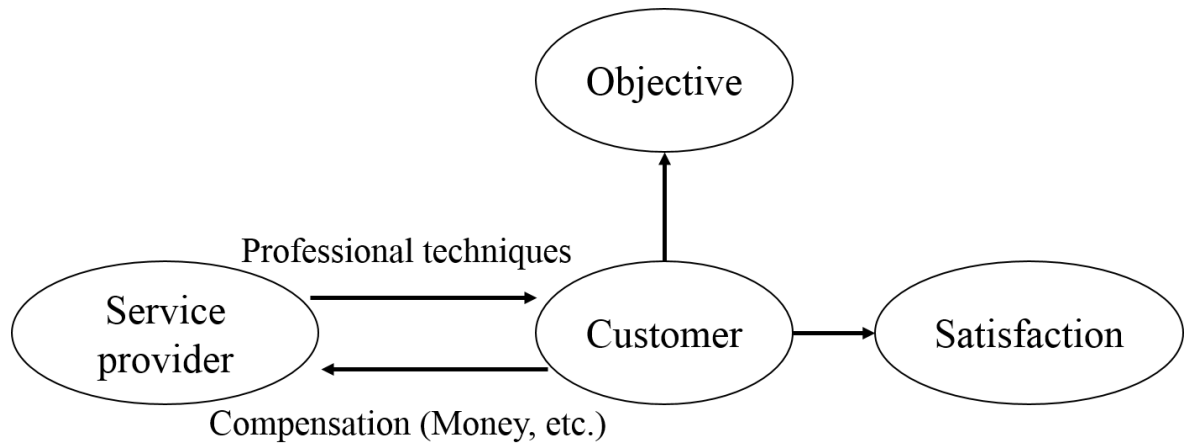 Objective
Professional techniques
Service
provider
Customer
Satisfaction
Compensation (Money, etc.)